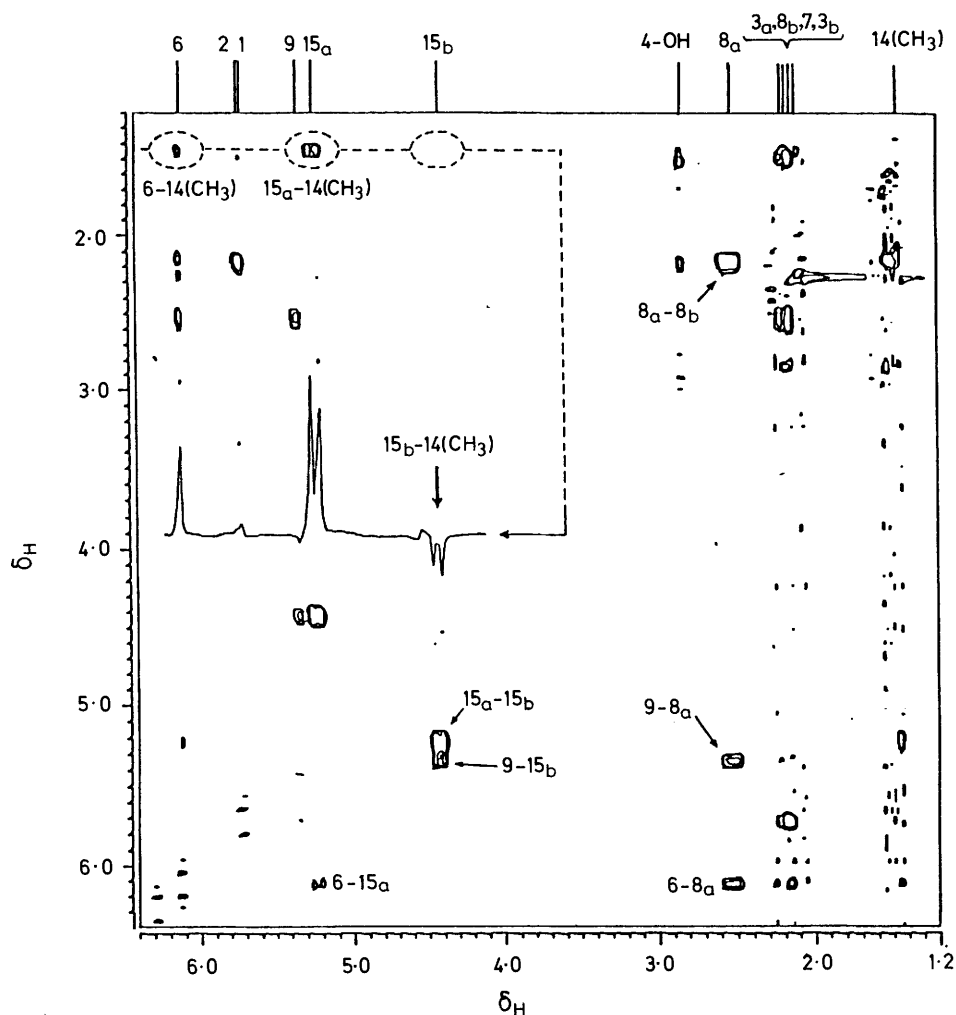 6 2 1 9 15a 15b 4-OH 8a 3a,8b,7,3b 14(CH3)
6-14(CH3) 15a-14(CH3)
2·0
8a-8b
3·0
15b-14(CH3)
4·0
δH
5·0
15a-15b
9-8a
9-15b
6·0
6-15a
6-8a
6·0 5·0 4·0 3·0 2·0 1·2
δH